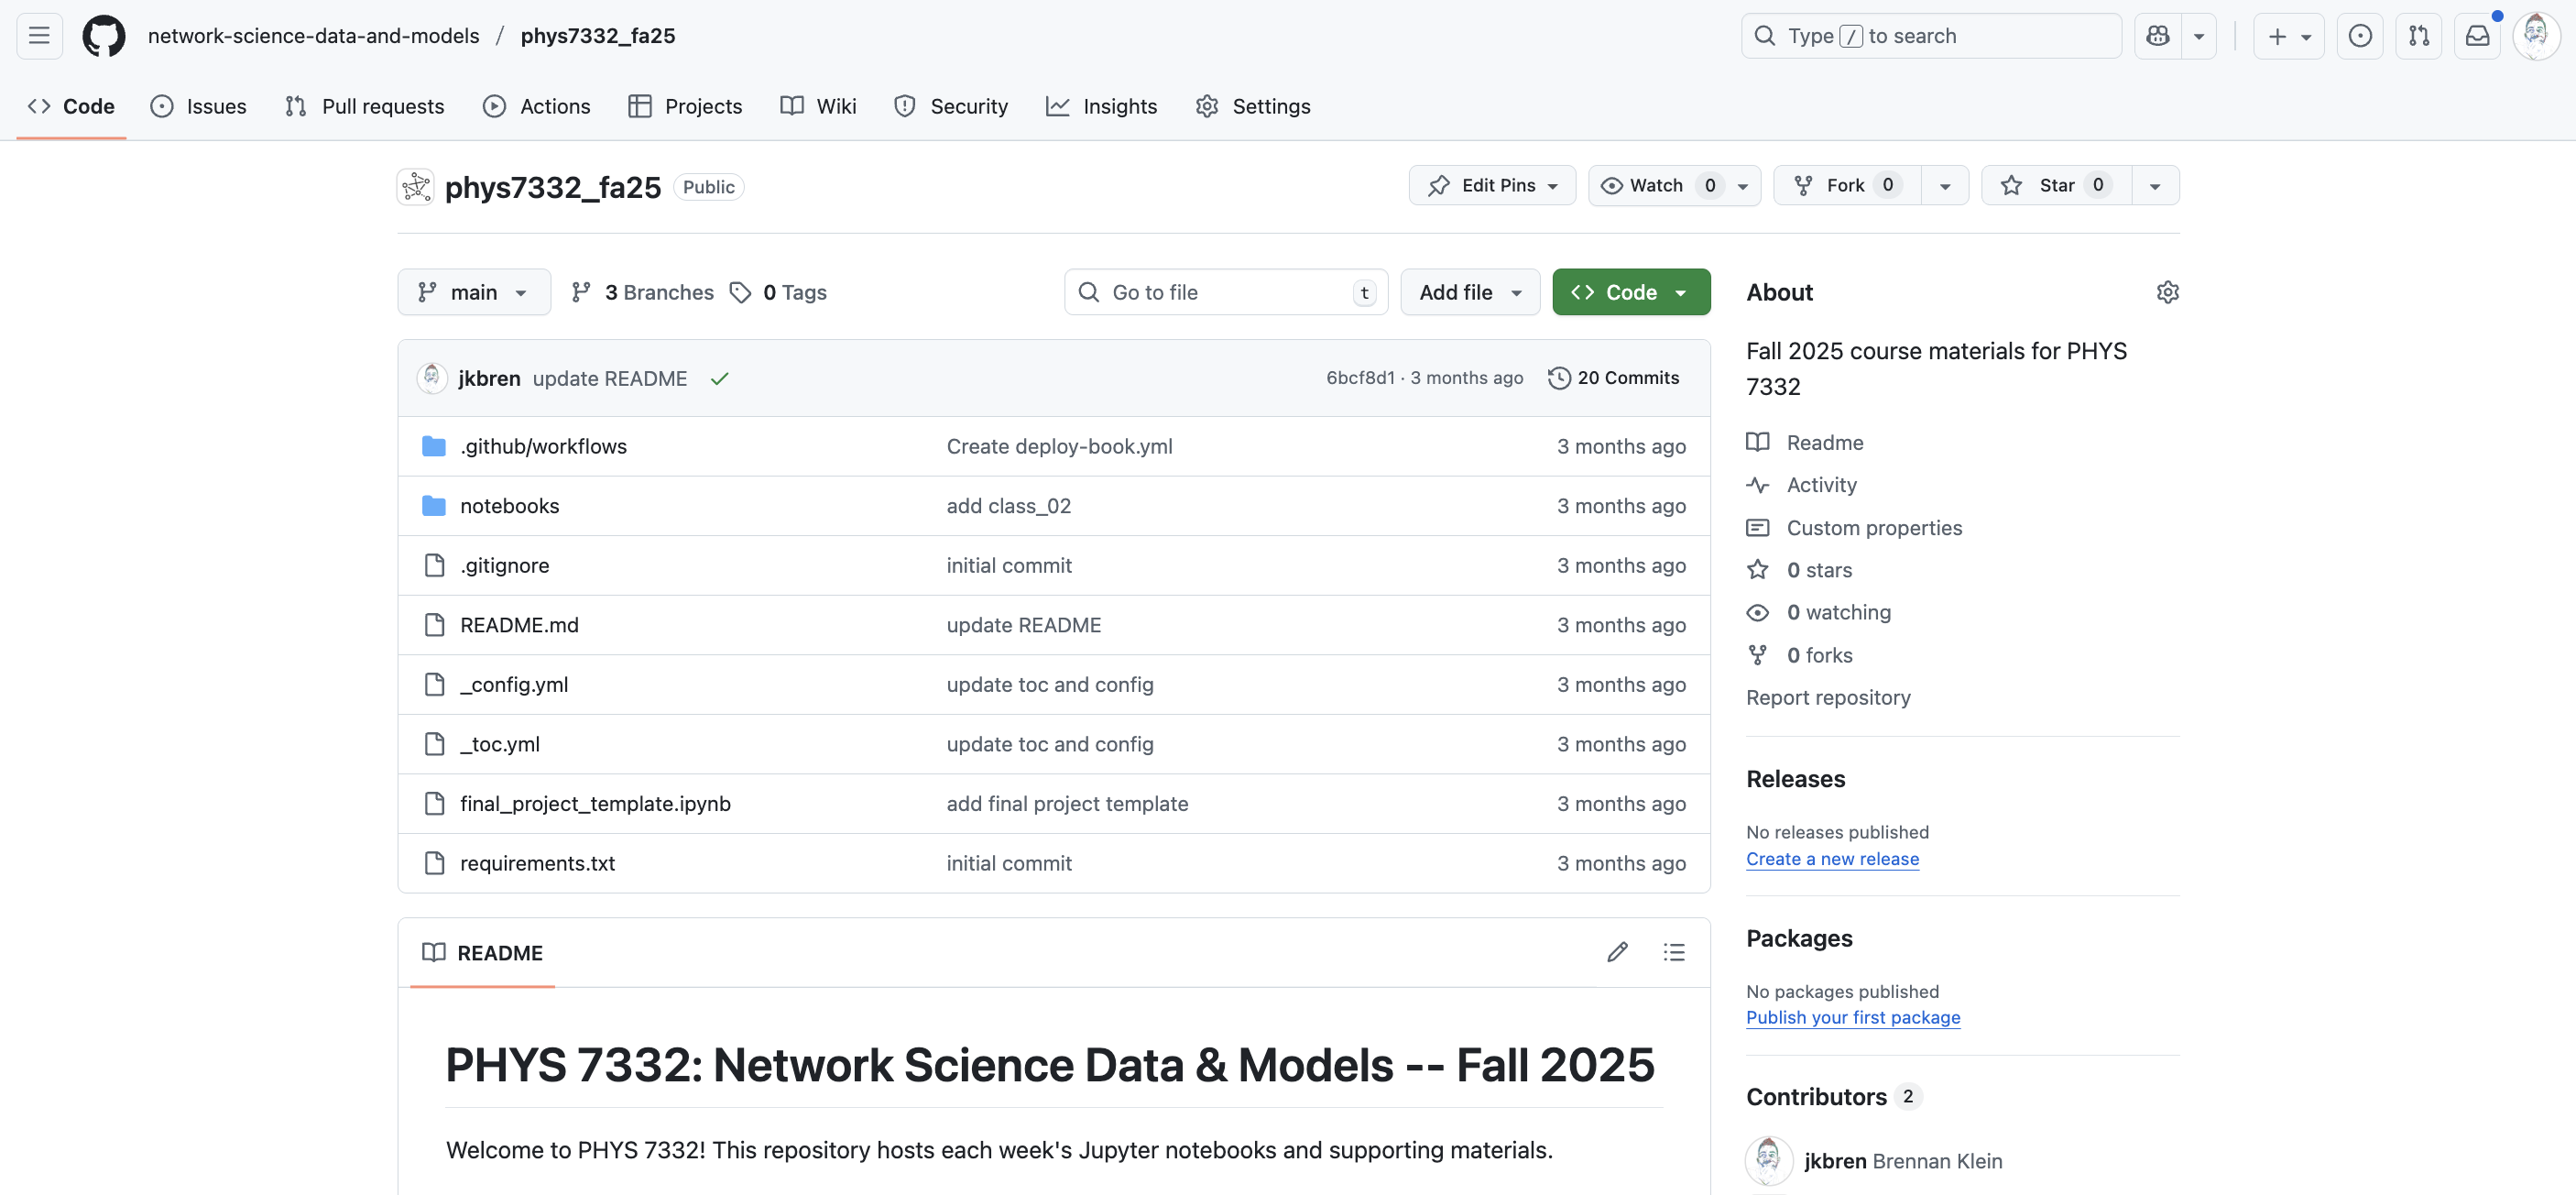 network-science-data-and-models / phys7332_fa25
Type / to search
Code
Issues
Pull requests
Actions
Projects
Wiki
Security
Insights
Settings
phys7332_fa25 Public
Edit Pins
Watch 0
Fork 0
Star 0
main
3 Branches
0 Tags
Go to file t
Add file
Code
jkbren update README
6bcf8d1 · 3 months ago
20 Commits
.github/workflows Create deploy-book.yml 3 months ago
notebooks add class_02 3 months ago
.gitignore initial commit 3 months ago
README.md update README 3 months ago
_config.yml update toc and config 3 months ago
_toc.yml update toc and config 3 months ago
final_project_template.ipynb add final project template 3 months ago
requirements.txt initial commit 3 months ago
README
PHYS 7332: Network Science Data & Models -- Fall 2025
Welcome to PHYS 7332! This repository hosts each week's Jupyter notebooks and supporting materials.
About
Fall 2025 course materials for PHYS
7332
Readme
Activity
Custom properties
0 stars
0 watching
0 forks
Report repository
Releases
No releases published
Create a new release
Packages
No packages published
Publish your first package
Contributors 2
jkbren Brennan Klein